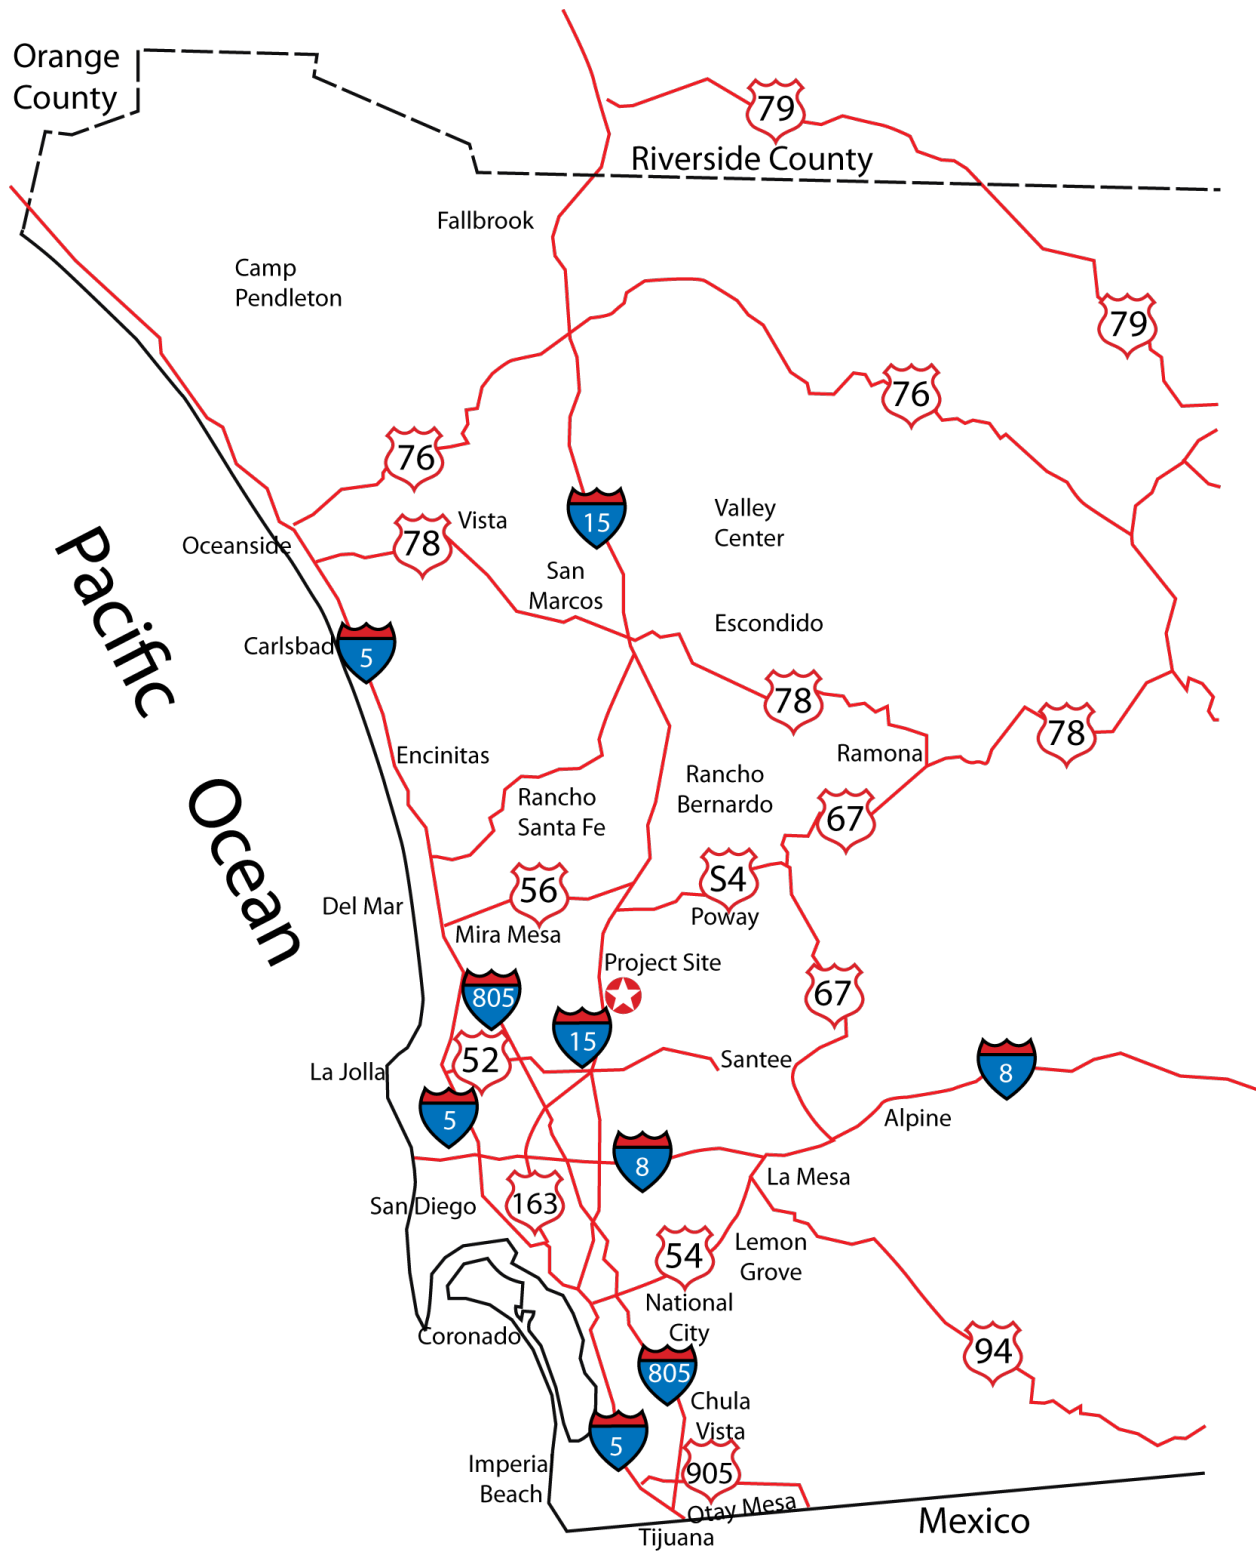 Orange
County
79
Riverside County
Fallbrook
Camp
Pendleton
79
76
76
Vista
78
15
Valley
Center
Oceanside
San
Marcos
Escondido
Pacific
Ocean
Carlsbad
5
78
78
Encinitas
Ramona
Rancho
Bernardo
Rancho
Santa Fe
67
56
S4
Del Mar
Poway
Mira Mesa
Project Site
805
67
15
52
Santee
La Jolla
8
5
Alpine
8
La Mesa
San Diego
163
54
Lemon
Grove
National
City
Coronado
94
805
Chula
Vista
5
Imperia
Beach
905
Otay Mesa
Tijuana
Mexico